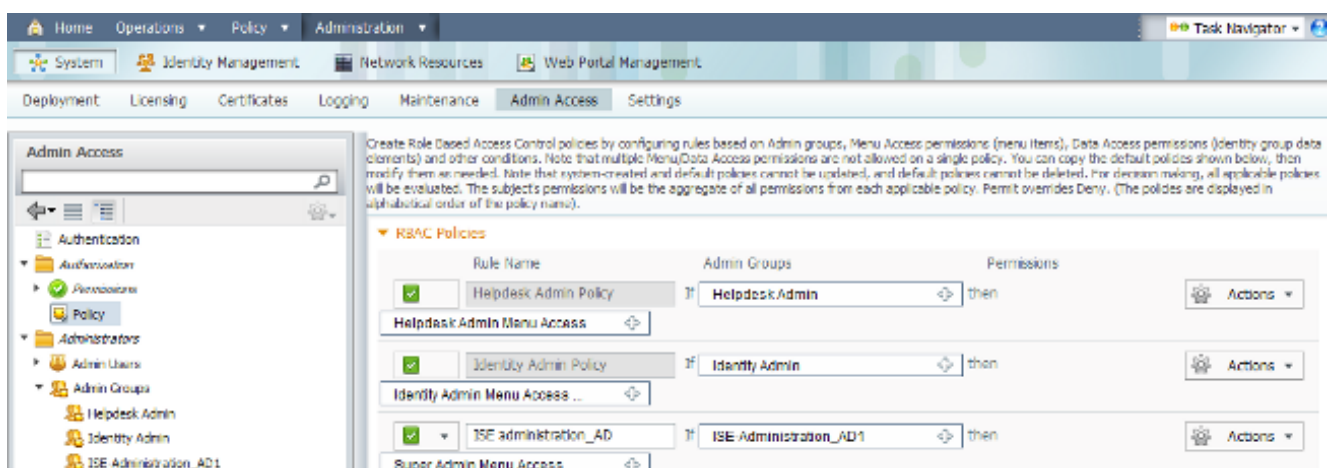 Home Operations Policy Administration Task Navigator
System Identity Management Network Resources Web Portal Management
Deployment Licensing Certificates Logging Maintenance Admin Access Settings
Admin Access
Authentication
Authorization
Permissions
Policy
Administrators
Admin Users
Admin Groups
Helpdesk Admin
Identity Admin
ISE-Administration_AD1
Create Role Based Access Control policies by configuring rules based on Admin groups, Menu Access permissions (menu items), Data Access permissions (identity group data
elements) and other conditions. Note that multiple Menu/Data Access permissions are not allowed on a single policy. You can copy the default policies shown below, then
modify them as needed. Note that system-created and default policies cannot be updated, and default policies cannot be deleted. For decision making, all applicable policies
will be evaluated. The subject's permissions will be the aggregate of all permissions from each applicable policy. Permit overrides Deny. (The policies are displayed in
alphabetical order of the policy name).
RBAC Policies
Rule Name Admin Groups Permissions
Helpdesk Admin Policy If Helpdesk Admin then Actions
Helpdesk Admin Menu Access
Identity Admin Policy If Identity Admin then Actions
Identity Admin Menu Access ...
ISE administration_AD If ISE-Administration_AD1 then Actions
Super Admin Menu Access